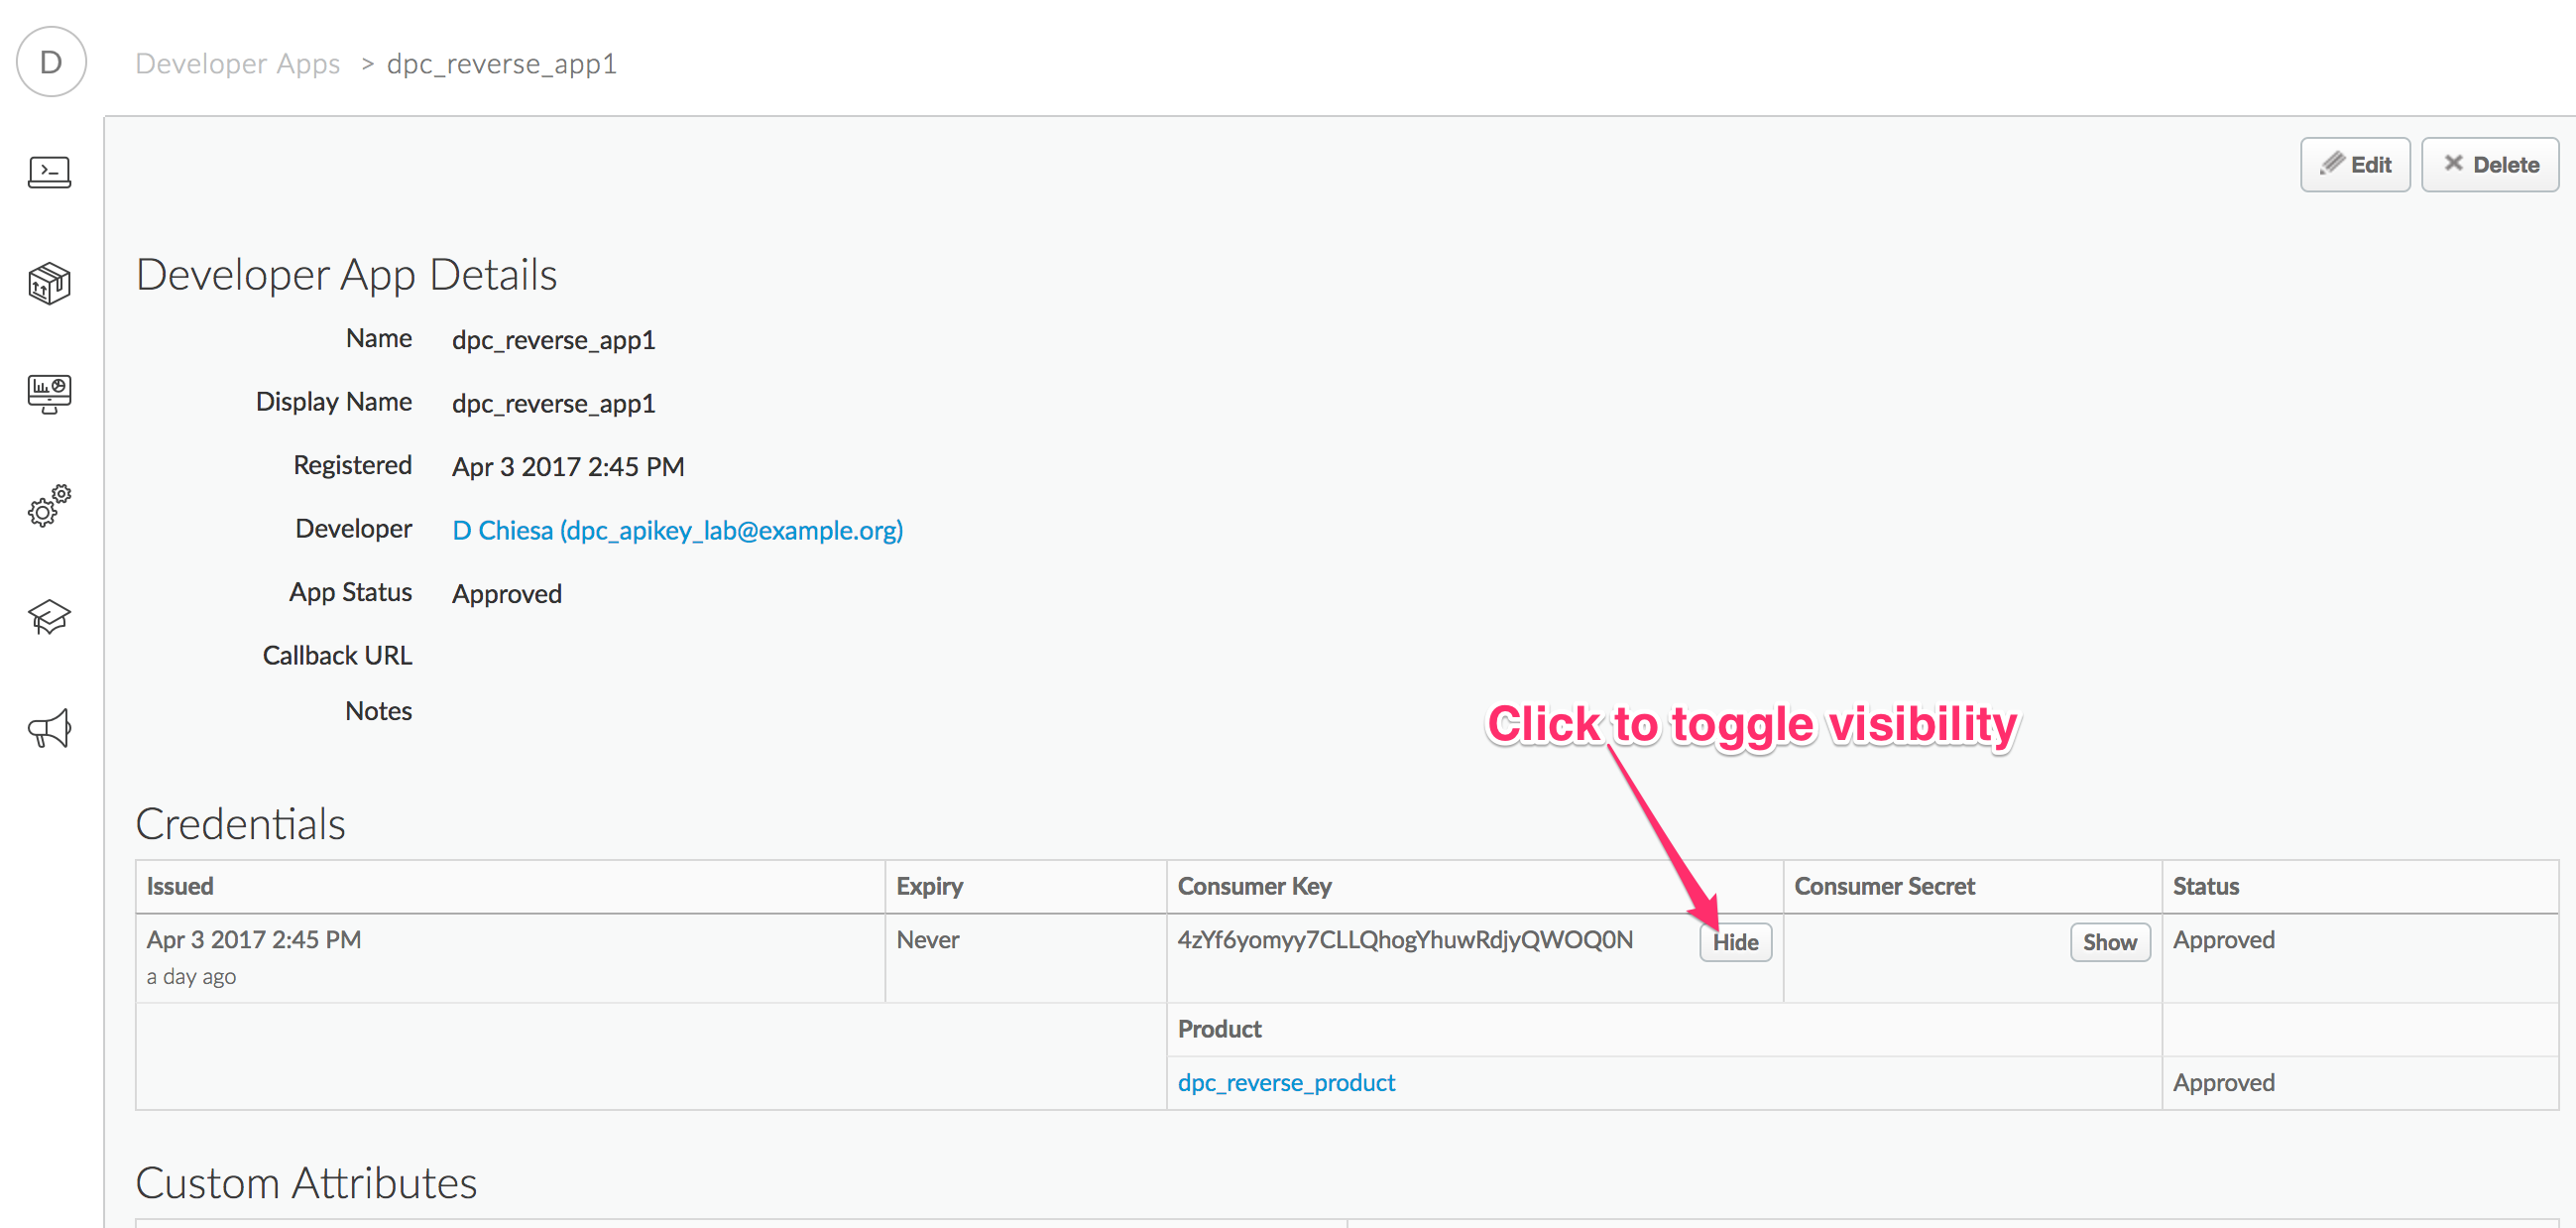 D
Developer Apps > dpc_reverse_app1
Edit
Delete
Developer App Details
Name dpc_reverse_app1
Display Name dpc_reverse_app1
Registered Apr 3 2017 2:45 PM
Developer D Chiesa (dpc_apikey_lab@example.org)
App Status Approved
Callback URL
Notes
Click to toggle visibility
Credentials
Issued Expiry Consumer Key Consumer Secret Status
Apr 3 2017 2:45 PM Never 4zYf6yomyy7CLLQhogYhuwRdjyQWOQ0N Hide Show Approved
a day ago
Product
dpc_reverse_product Approved
Custom Attributes